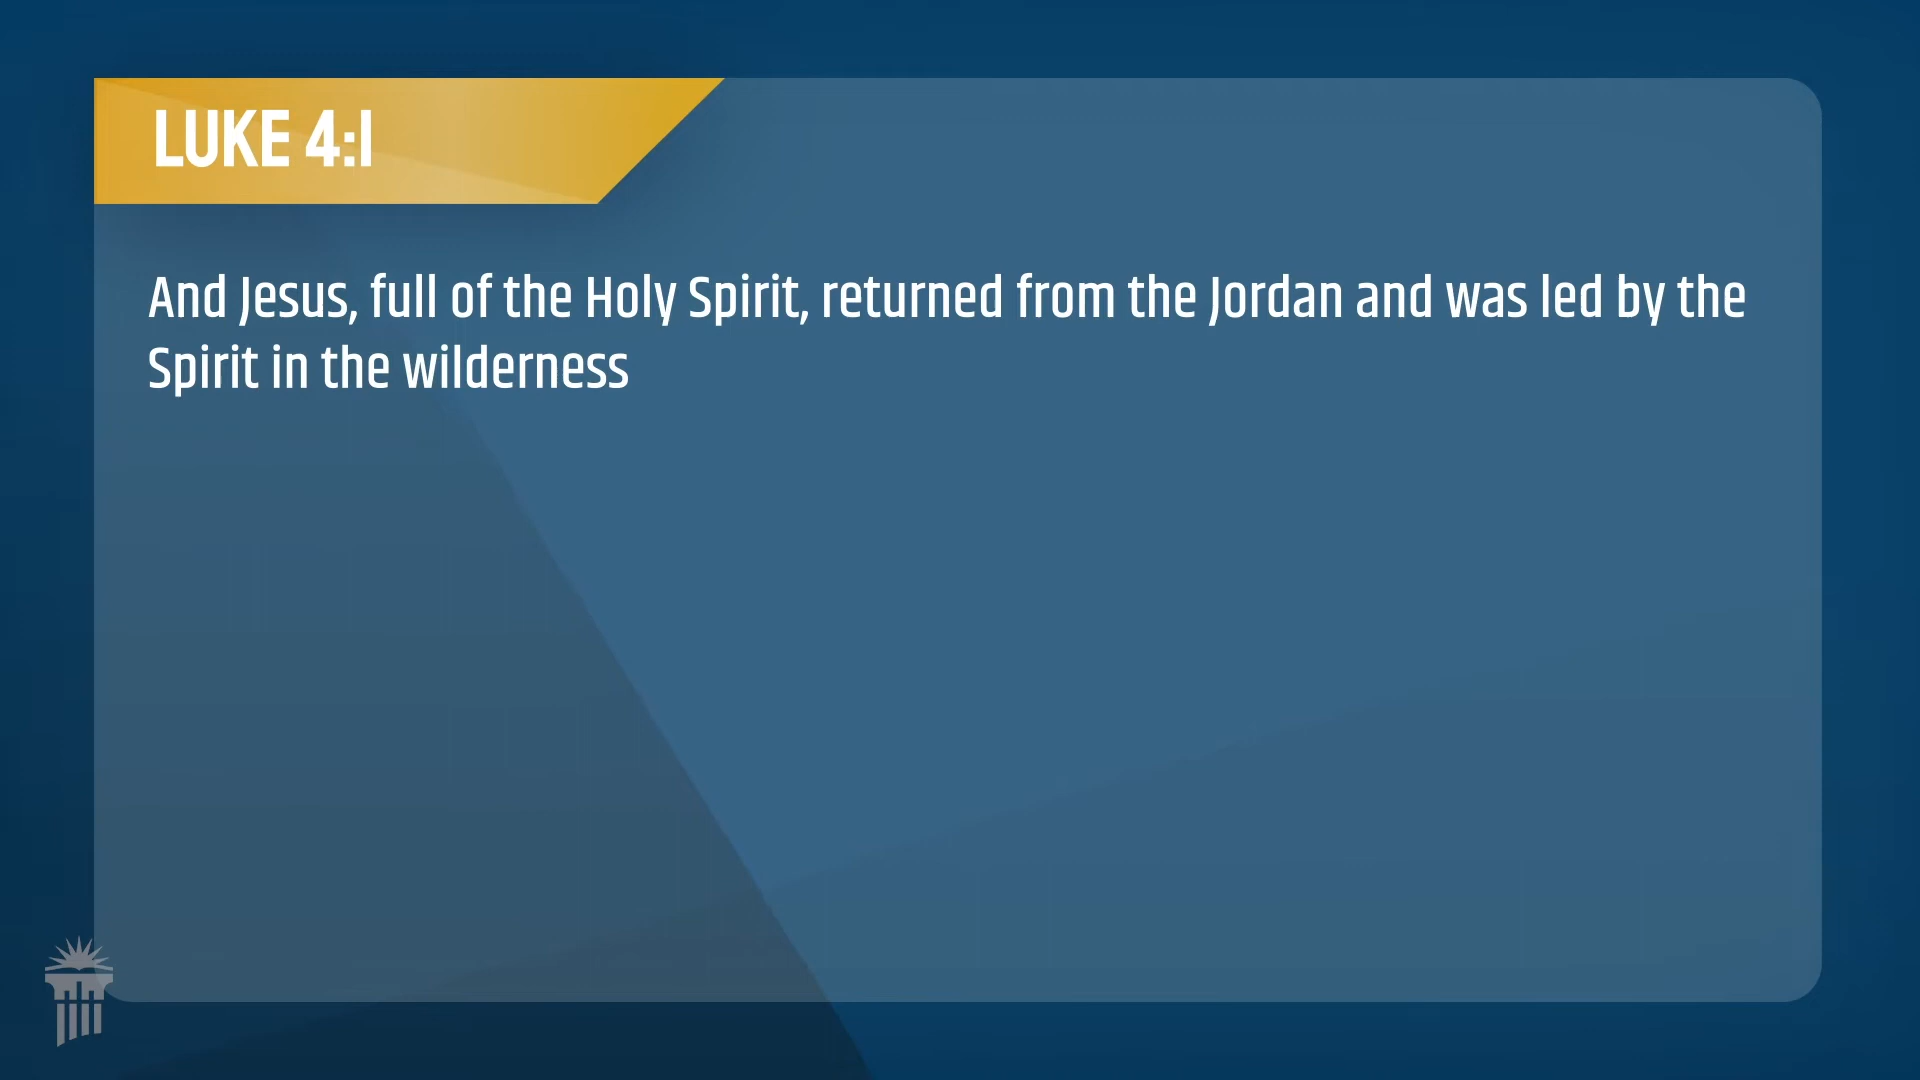 LUKE 4:1
And Jesus, full of the Holy Spirit, returned from the Jordan and was led by the
Spirit in the wilderness